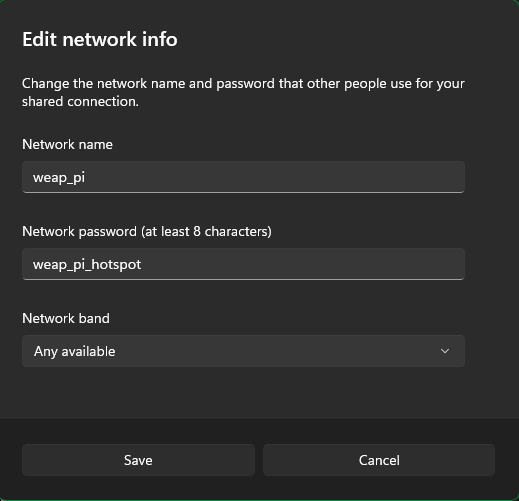 Edit network info
Change the network name and password that other people use for your
shared connection.
Network name
weap_pi
Network password (at least 8 characters)
weap_pi_hotspot
Network band
Any available
Save
Cancel